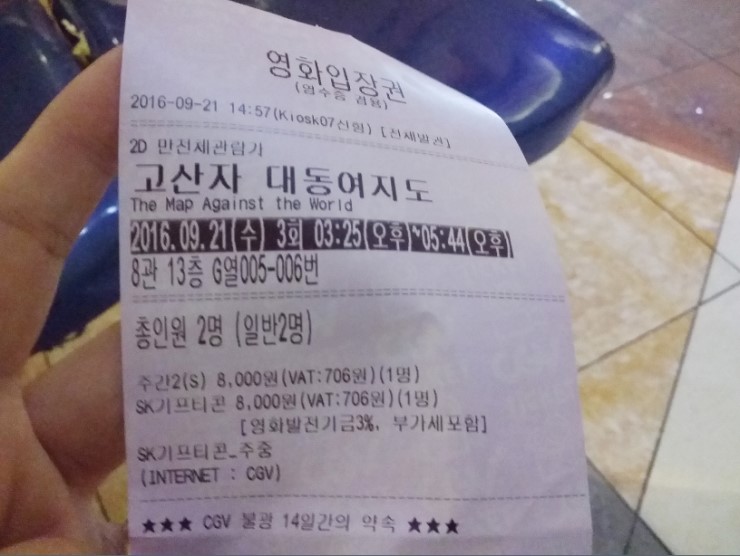 영화입장권
(영수증 겸용)
2016-09-21 14:57(Kiosk07신형) [전체발권]
2D 만전세관람가
고산자 대동여지도
The Map Against the World
2016.09.21(수) 3회 03:25(오후)~05:44(오후)
8관 13층 G열005-006번
총인원 2명 (일반2명)
주간2(S) 8,000원(VAT:706원)(1명)
SK기프티콘 8,000원(VAT:706원)(1명)
[영화발전기금3%, 부가세포함]
SK기프티콘_주중
(INTERNET : CGV)
★★★ CGV 불광 14일간의 약속 ★★★